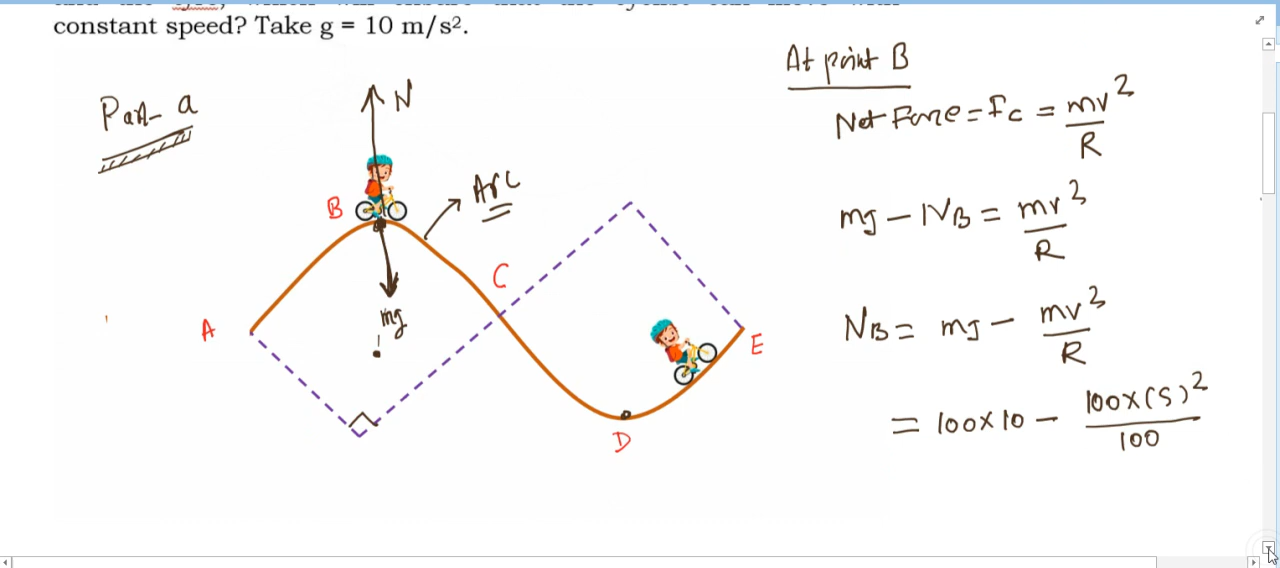 constant speed? Take g = 10 m/s².
At point B
Part- a
N
Net Force = Fc = mv²/R
B
Arc
mg - NB = mv²/R
C
A
mg
NB = mg - mv²/R
E
= 100×10 - 100×(5)²/100
D